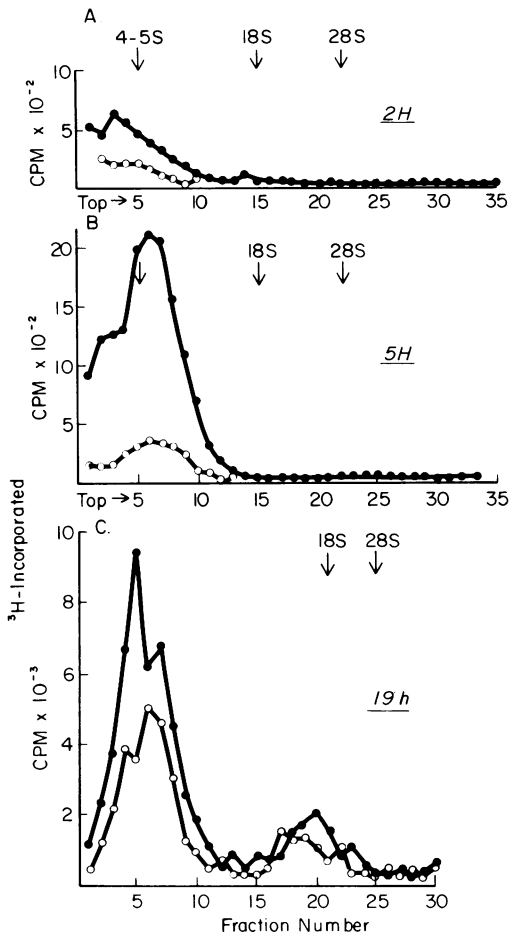 A
4-5S 18S 28S
10
5
CPM x 10⁻²
2H
Top → 5 10 15 20 25 30 35
B
20
15
10
5
18S 28S
CPM x 10⁻²
5H
Top → 5 10 15 20 25 30 35
C.
³H-Incorporated
18S 28S
10
8
6
4
2
CPM x 10⁻³
19h
5 10 15 20 25 30
Fraction Number